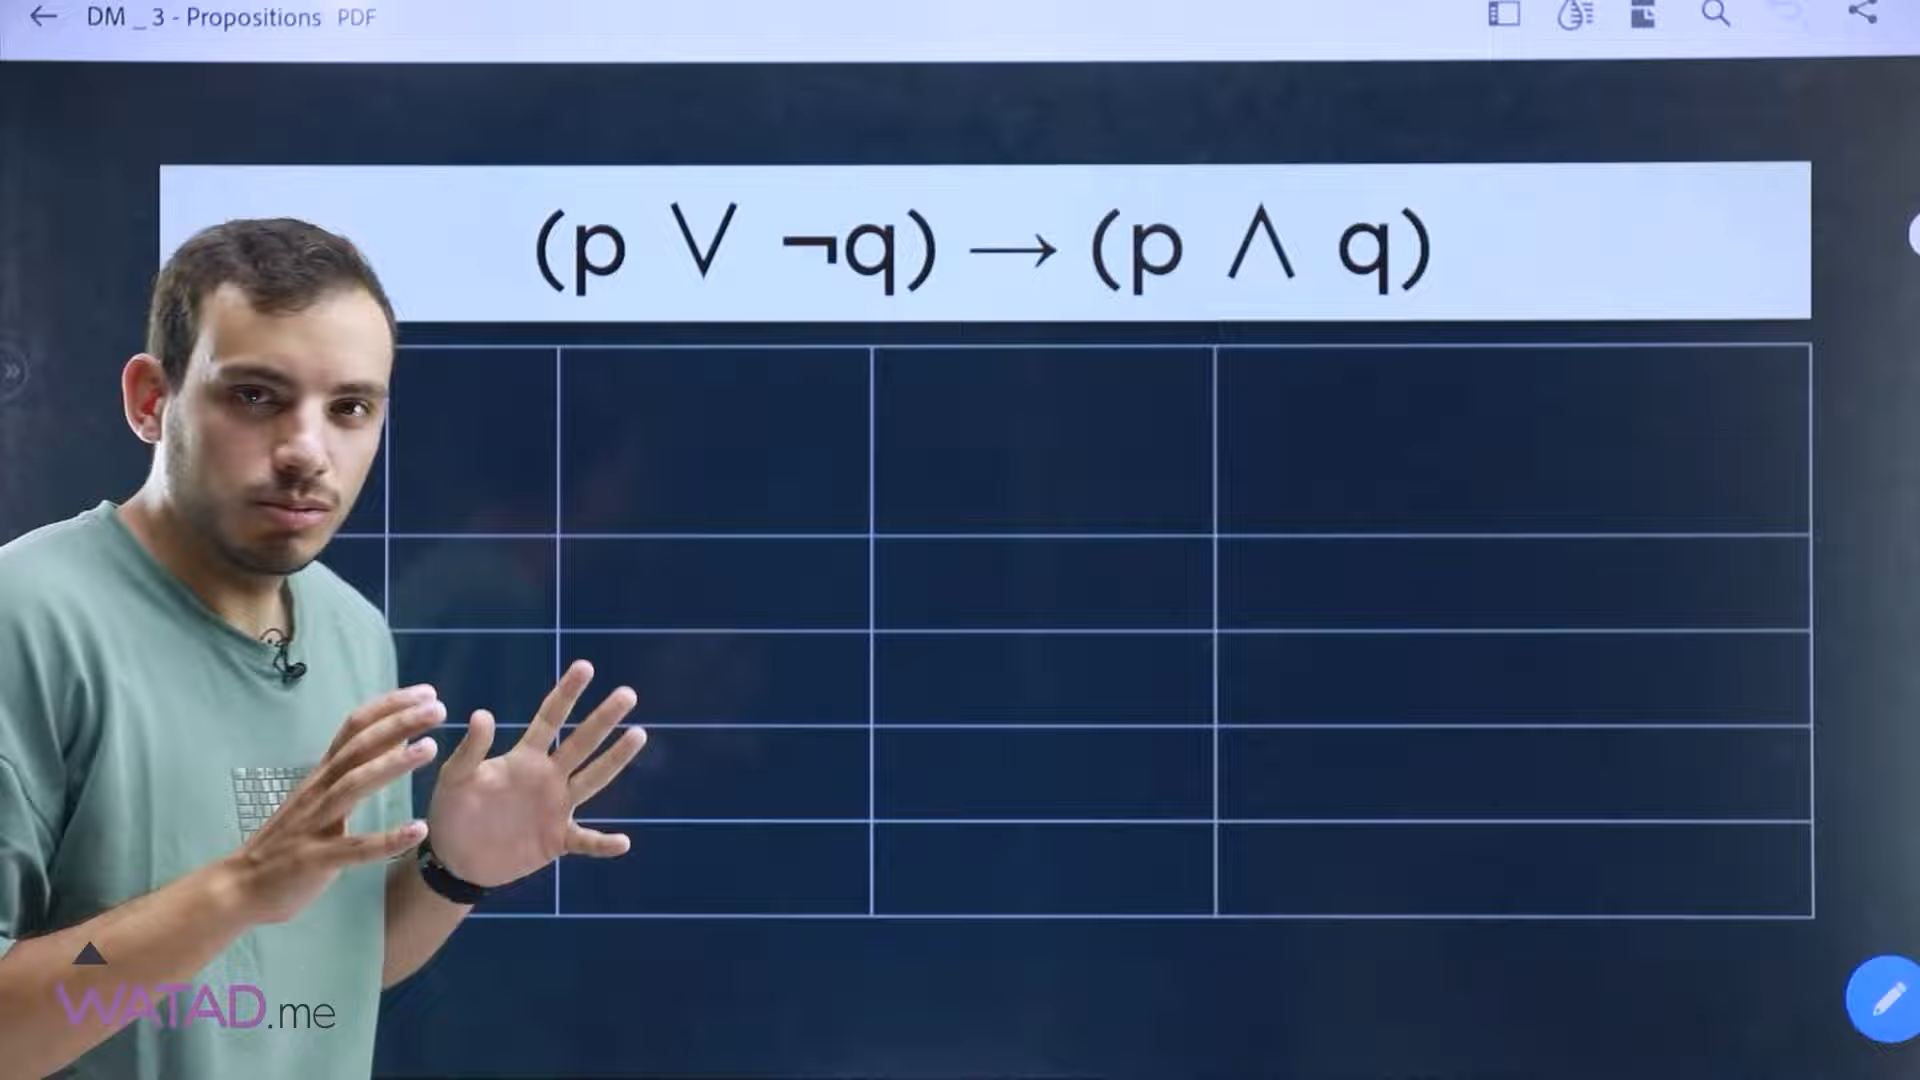 DM _ 3 - Propositions PDF
(p ∨ ¬q) → (p ∧ q)
WATAD.me